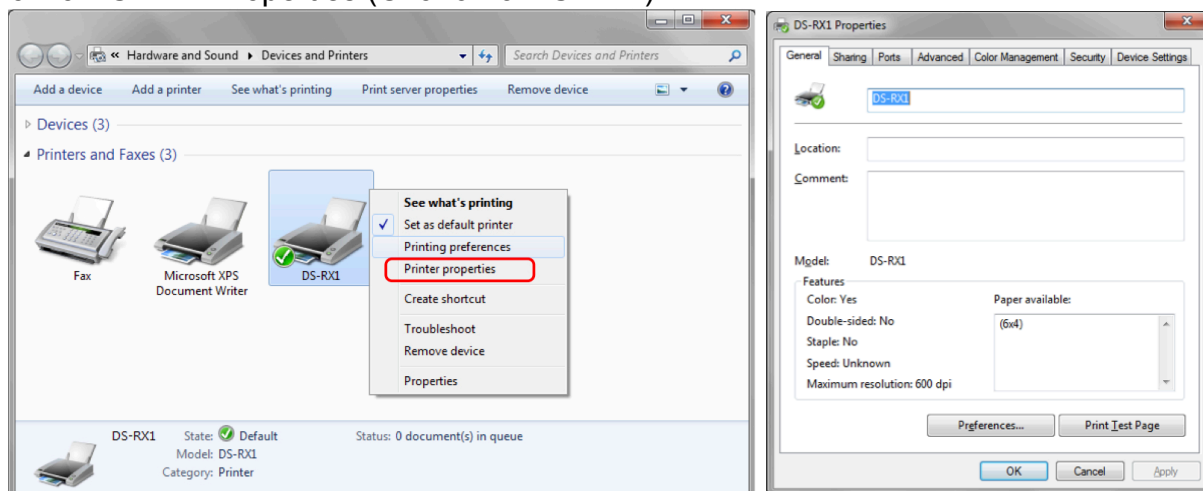 « Hardware and Sound ▸ Devices and Printers
Search Devices and Printers
Add a device Add a printer See what's printing Print server properties Remove device
Devices (3)
Printers and Faxes (3)
Fax
Microsoft XPS
Document Writer
DS-RX1
See what's printing
Set as default printer
Printing preferences
Printer properties
Create shortcut
Troubleshoot
Remove device
Properties
DS-RX1 State: Default Status: 0 document(s) in queue
Model: DS-RX1
Category: Printer
DS-RX1 Properties
General Sharing Ports Advanced Color Management Security Device Settings
DS-RX1
Location:
Comment:
Model: DS-RX1
Features
Color: Yes
Double-sided: No
Staple: No
Speed: Unknown
Maximum resolution: 600 dpi
Paper available:
(6x4)
Preferences... Print Test Page
OK Cancel Apply